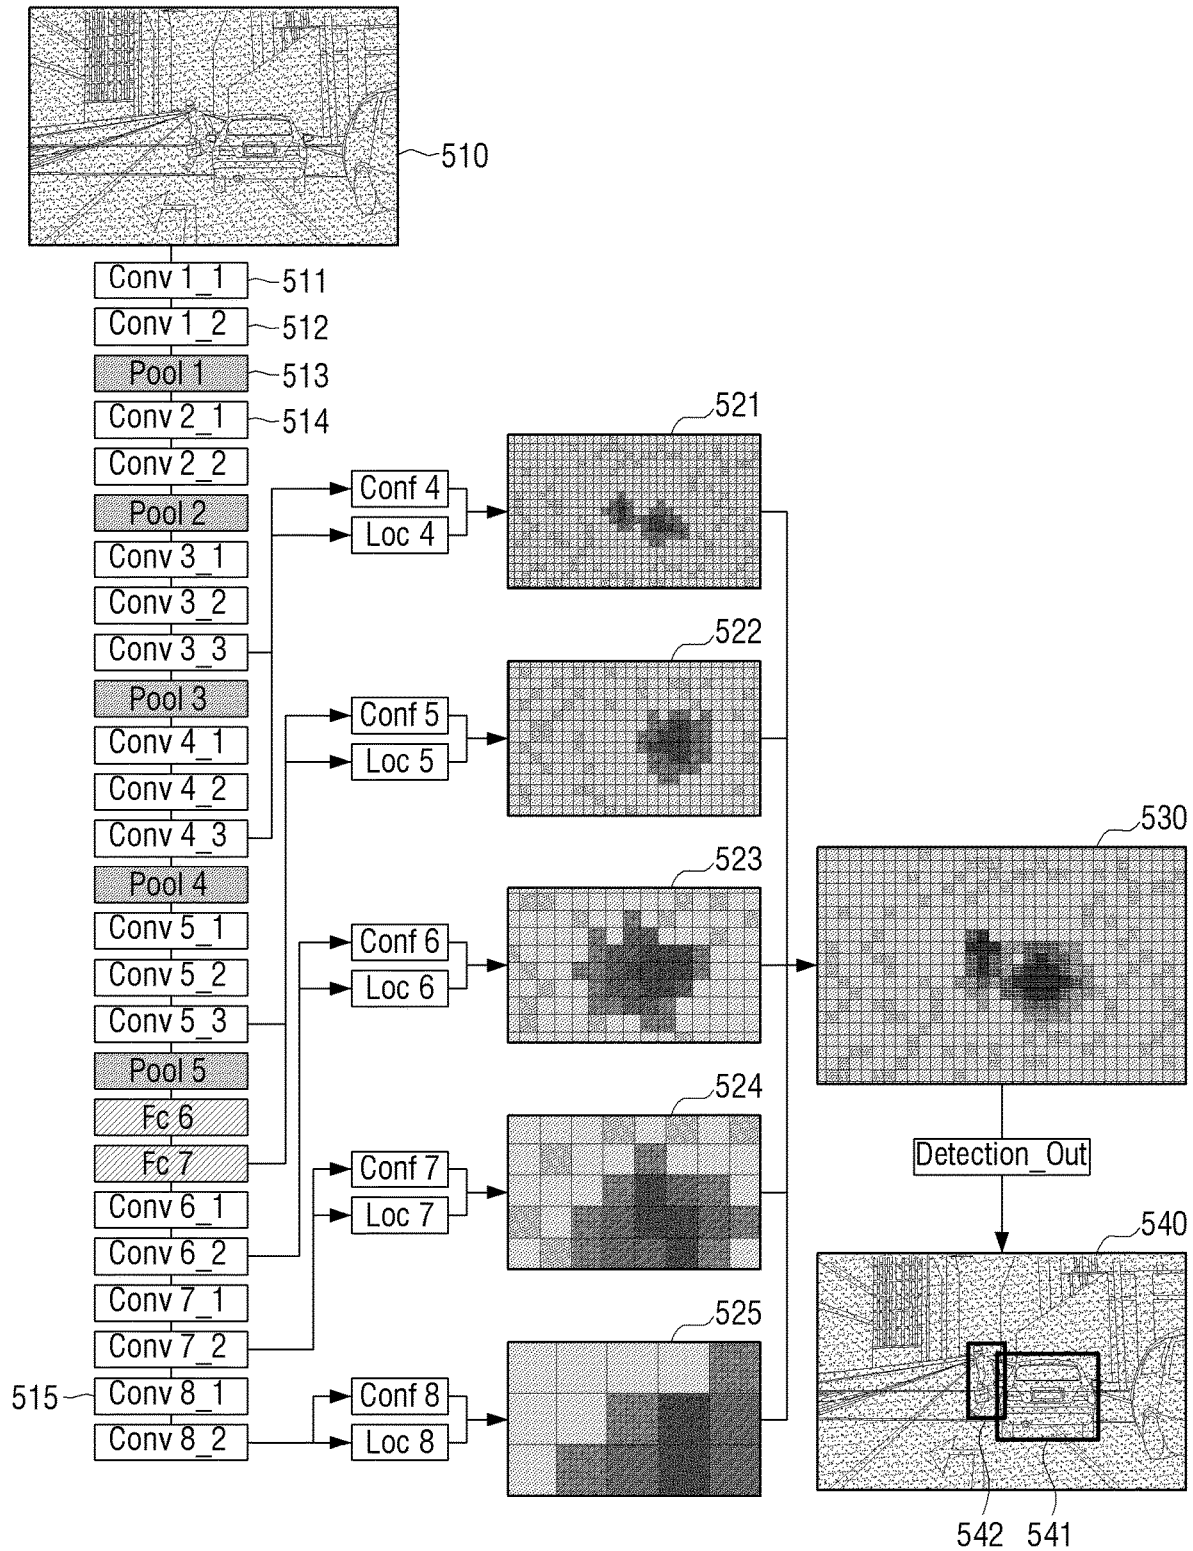 510
Conv 1_1
511
Conv 1_2
512
Pool 1
513
Conv 2_1
514
Conv 2_2
Pool 2
Conv 3_1
Conv 3_2
Conv 3_3
Pool 3
Conv 4_1
Conv 4_2
Conv 4_3
Pool 4
Conv 5_1
Conv 5_2
Conv 5_3
Pool 5
Fc 6
Fc 7
Conv 6_1
Conv 6_2
Conv 7_1
Conv 7_2
515
Conv 8_1
Conv 8_2
Conf 4
Loc 4
521
Conf 5
Loc 5
522
Conf 6
Loc 6
523
Conf 7
Loc 7
524
Conf 8
Loc 8
525
530
Detection_Out
540
542
541